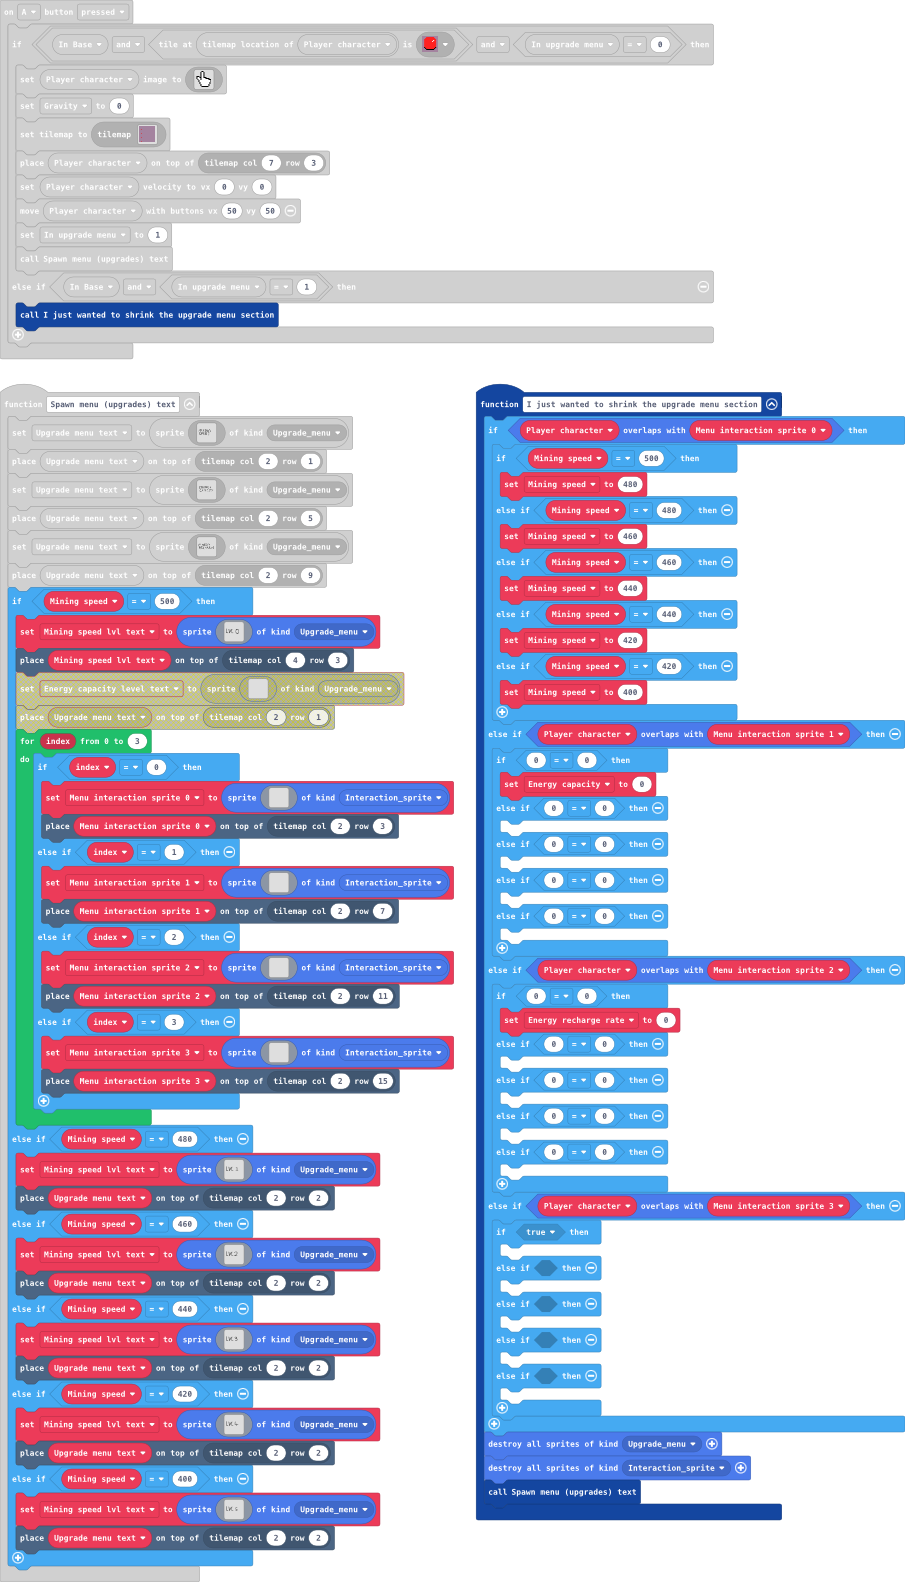 on A button pressed
if In Base and tile at tilemap location of Player character is and In upgrade menu = 0 then
set Player character image to
set Gravity to 0
set tilemap to tilemap
place Player character on top of tilemap col 7 row 3
set Player character velocity to vx 0 vy 0
move Player character with buttons vx 50 vy 50
set In upgrade menu to 1
call Spawn menu (upgrades) text
else if In Base and In upgrade menu = 1 then
call I just wanted to shrink the upgrade menu section
function Spawn menu (upgrades) text
set Upgrade menu text to sprite of kind Upgrade_menu
place Upgrade menu text on top of tilemap col 2 row 1
set Upgrade menu text to sprite of kind Upgrade_menu
place Upgrade menu text on top of tilemap col 2 row 5
set Upgrade menu text to sprite of kind Upgrade_menu
place Upgrade menu text on top of tilemap col 2 row 9
if Mining speed = 500 then
set Mining speed lvl text to sprite LVL:0 of kind Upgrade_menu
place Mining speed lvl text on top of tilemap col 4 row 3
set Energy capacity level text to sprite of kind Upgrade_menu
place Upgrade menu text on top of tilemap col 2 row 1
for index from 0 to 3
do
if index = 0 then
set Menu interaction sprite 0 to sprite of kind Interaction_sprite
place Menu interaction sprite 0 on top of tilemap col 2 row 3
else if index = 1 then
set Menu interaction sprite 1 to sprite of kind Interaction_sprite
place Menu interaction sprite 1 on top of tilemap col 2 row 7
else if index = 2 then
set Menu interaction sprite 2 to sprite of kind Interaction_sprite
place Menu interaction sprite 2 on top of tilemap col 2 row 11
else if index = 3 then
set Menu interaction sprite 3 to sprite of kind Interaction_sprite
place Menu interaction sprite 3 on top of tilemap col 2 row 15
else if Mining speed = 480 then
set Mining speed lvl text to sprite of kind Upgrade_menu
place Upgrade menu text on top of tilemap col 2 row 2
else if Mining speed = 460 then
set Mining speed lvl text to sprite of kind Upgrade_menu
place Upgrade menu text on top of tilemap col 2 row 2
else if Mining speed = 440 then
set Mining speed lvl text to sprite of kind Upgrade_menu
place Upgrade menu text on top of tilemap col 2 row 2
else if Mining speed = 420 then
set Mining speed lvl text to sprite of kind Upgrade_menu
place Upgrade menu text on top of tilemap col 2 row 2
else if Mining speed = 400 then
set Mining speed lvl text to sprite of kind Upgrade_menu
place Upgrade menu text on top of tilemap col 2 row 2
function I just wanted to shrink the upgrade menu section
if Player character overlaps with Menu interaction sprite 0 then
if Mining speed = 500 then
set Mining speed to 480
else if Mining speed = 480 then
set Mining speed to 460
else if Mining speed = 460 then
set Mining speed to 440
else if Mining speed = 440 then
set Mining speed to 420
else if Mining speed = 420 then
set Mining speed to 400
else if Player character overlaps with Menu interaction sprite 1 then
if 0 = 0 then
set Energy capacity to 0
else if 0 = 0 then
else if 0 = 0 then
else if 0 = 0 then
else if 0 = 0 then
else if Player character overlaps with Menu interaction sprite 2 then
if 0 = 0 then
set Energy recharge rate to 0
else if 0 = 0 then
else if 0 = 0 then
else if 0 = 0 then
else if 0 = 0 then
else if Player character overlaps with Menu interaction sprite 3 then
if true then
else if then
else if then
else if then
else if then
destroy all sprites of kind Upgrade_menu
destroy all sprites of kind Interaction_sprite
call Spawn menu (upgrades) text